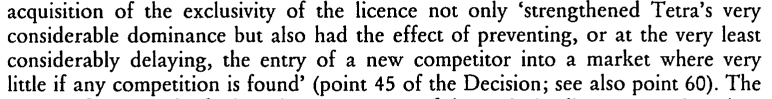 acquisition of the exclusivity of the licence not only ‘strengthened Tetra’s very
considerable dominance but also had the effect of preventing, or at the very least
considerably delaying, the entry of a new competitor into a market where very
little if any competition is found’ (point 45 of the Decision; see also point 60). The